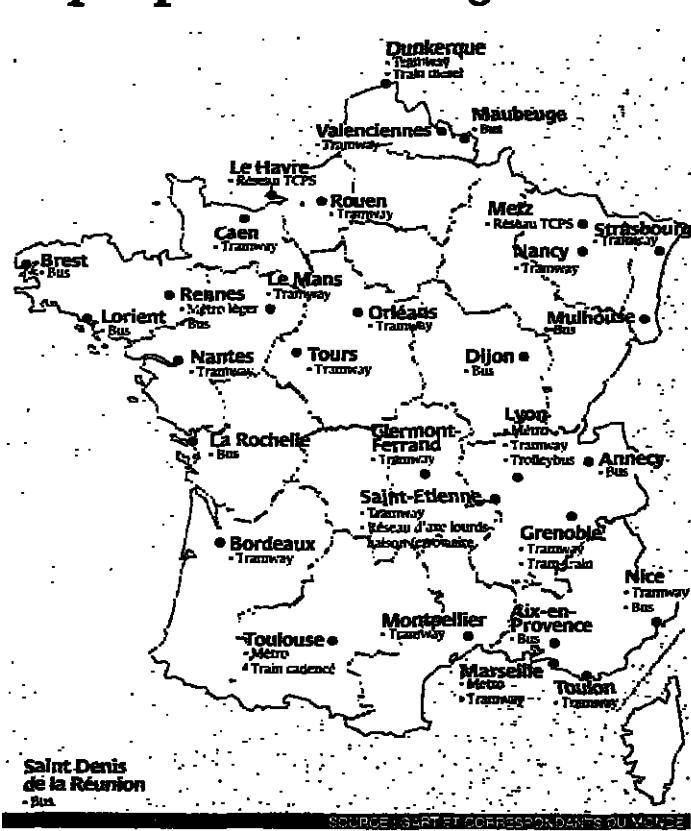 Dunkerque
- Tramway
- Train diesel
Maubeuge
- Bus
Valenciennes
- Tramway
Le Havre
- Réseau TCPS
Rouen
- Tramway
Caen
- Tramway
Metz
- Réseau TCPS
Strasbourg
- Tramway
Nancy
- Tramway
Brest
- Bus
Rennes
- Métro léger
- Bus
Le Mans
- Tramway
Lorient
- Bus
Orléans
- Tramway
Mulhouse
- Bus
Nantes
- Tramway
Tours
- Tramway
Dijon
- Bus
La Rochelle
- Bus
Clermont-
Ferrand
- Tramway
Lyon
- Métro
- Tramway
- Trolleybus
Annecy
- Bus
Saint-Etienne
- Tramway
- Réseau d'axe lourds
Grenoble
- Tramway
- Tram-train
Bordeaux
- Tramway
Nice
- Tramway
- Bus
Toulouse
- Métro
- Train cadencé
Montpellier
- Tramway
Aix-en-
Provence
- Bus
Marseille
- Métro
- Tramway
Toulon
- Tramway
Saint-Denis
de la Réunion
- Bus
SOURCE : GART ET CORRESPONDANTS DU MONDE